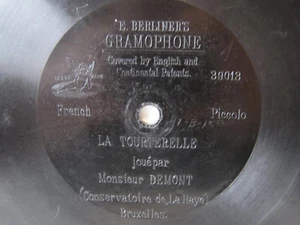 E. BERLINER'S
GRAMOPHONE
Covered by English and
Continental Patents.
39013
French
Piccolo
LA TOURTERELLE
jouépar
Monsieur DEMONT
(Conservatoire de La Haye)
Bruxelles.